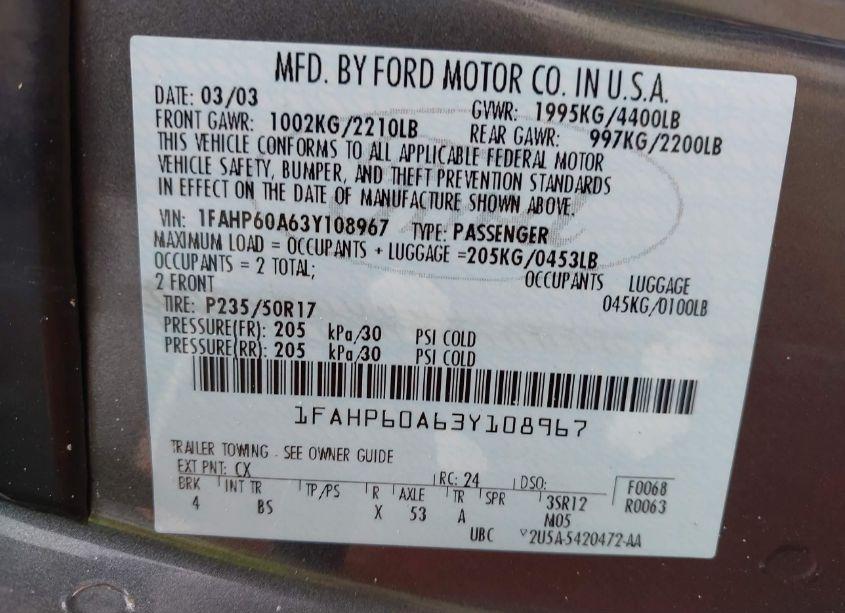 MFD. BY FORD MOTOR CO. IN U.S.A.
DATE: 03/03 GVWR: 1995KG/4400LB
FRONT GAWR: 1002KG/2210LB REAR GAWR: 997KG/2200LB
THIS VEHICLE CONFORMS TO ALL APPLICABLE FEDERAL MOTOR
VEHICLE SAFETY, BUMPER, AND THEFT PREVENTION STANDARDS
IN EFFECT ON THE DATE OF MANUFACTURE SHOWN ABOVE.
VIN: 1FAHP60A63Y108967 TYPE: PASSENGER
MAXIMUM LOAD = OCCUPANTS + LUGGAGE =205KG/0453LB
OCCUPANTS = 2 TOTAL; OCCUPANTS LUGGAGE
2 FRONT 045KG/0100LB
TIRE: P235/50R17
PRESSURE(FR): 205 kPa/30 PSI COLD
PRESSURE(RR): 205 kPa/30 PSI COLD
1FAHP60A63Y108967
TRAILER TOWING - SEE OWNER GUIDE
EXT PNT: CX RC: 24 DSO: F0068
BRK INT TR TP/PS R AXLE TR SPR 3SR12 R0063
4 BS X 53 A M05
UBC 2U5A-5420472-AA